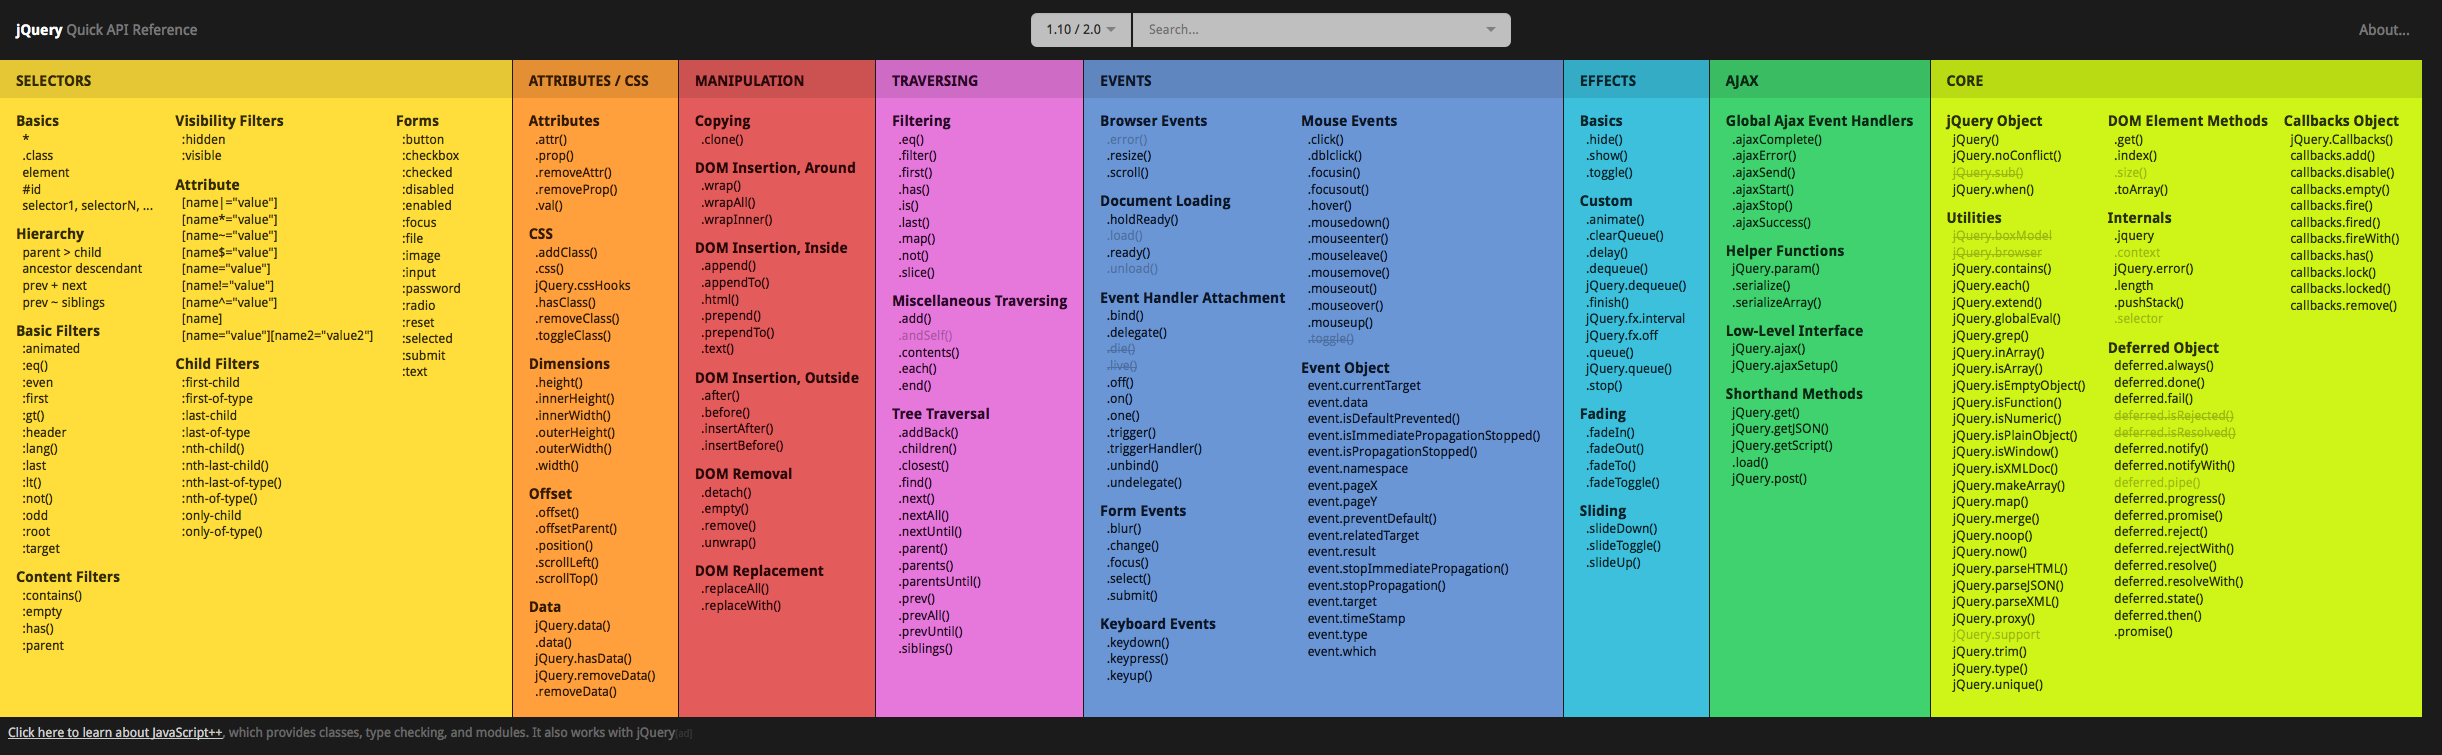 jQuery Quick API Reference
1.10 / 2.0
Search...
About...
SELECTORS
Basics
*
.class
element
#id
selector1, selectorN, ...
Hierarchy
parent > child
ancestor descendant
prev + next
prev ~ siblings
Basic Filters
:animated
:eq()
:even
:first
:gt()
:header
:lang()
:last
:lt()
:not()
:odd
:root
:target
Content Filters
:contains()
:empty
:has()
:parent
Visibility Filters
:hidden
:visible
Attribute
[name|="value"]
[name*="value"]
[name~="value"]
[name$="value"]
[name="value"]
[name!="value"]
[name^="value"]
[name]
[name="value"][name2="value2"]
Child Filters
:first-child
:first-of-type
:last-child
:last-of-type
:nth-child()
:nth-last-child()
:nth-last-of-type()
:nth-of-type()
:only-child
:only-of-type()
Forms
:button
:checkbox
:checked
:disabled
:enabled
:focus
:file
:image
:input
:password
:radio
:reset
:selected
:submit
:text
ATTRIBUTES / CSS
Attributes
.attr()
.prop()
.removeAttr()
.removeProp()
.val()
CSS
.addClass()
.css()
jQuery.cssHooks
.hasClass()
.removeClass()
.toggleClass()
Dimensions
.height()
.innerHeight()
.innerWidth()
.outerHeight()
.outerWidth()
.width()
Offset
.offset()
.offsetParent()
.position()
.scrollLeft()
.scrollTop()
Data
jQuery.data()
.data()
jQuery.hasData()
jQuery.removeData()
.removeData()
MANIPULATION
Copying
.clone()
DOM Insertion, Around
.wrap()
.wrapAll()
.wrapInner()
DOM Insertion, Inside
.append()
.appendTo()
.html()
.prepend()
.prependTo()
.text()
DOM Insertion, Outside
.after()
.before()
.insertAfter()
.insertBefore()
DOM Removal
.detach()
.empty()
.remove()
.unwrap()
DOM Replacement
.replaceAll()
.replaceWith()
TRAVERSING
Filtering
.eq()
.filter()
.first()
.has()
.is()
.last()
.map()
.not()
.slice()
Miscellaneous Traversing
.add()
.andSelf()
.contents()
.each()
.end()
Tree Traversal
.addBack()
.children()
.closest()
.find()
.next()
.nextAll()
.nextUntil()
.parent()
.parents()
.parentsUntil()
.prev()
.prevAll()
.prevUntil()
.siblings()
EVENTS
Browser Events
.error()
.resize()
.scroll()
Document Loading
.holdReady()
.load()
.ready()
.unload()
Event Handler Attachment
.bind()
.delegate()
.die()
.live()
.off()
.on()
.one()
.trigger()
.triggerHandler()
.unbind()
.undelegate()
Form Events
.blur()
.change()
.focus()
.select()
.submit()
Keyboard Events
.keydown()
.keypress()
.keyup()
Mouse Events
.click()
.dblclick()
.focusin()
.focusout()
.hover()
.mousedown()
.mouseenter()
.mouseleave()
.mousemove()
.mouseout()
.mouseover()
.mouseup()
.toggle()
Event Object
event.currentTarget
event.data
event.isDefaultPrevented()
event.isImmediatePropagationStopped()
event.isPropagationStopped()
event.namespace
event.pageX
event.pageY
event.preventDefault()
event.relatedTarget
event.result
event.stopImmediatePropagation()
event.stopPropagation()
event.target
event.timeStamp
event.type
event.which
EFFECTS
Basics
.hide()
.show()
.toggle()
Custom
.animate()
.clearQueue()
.delay()
.dequeue()
jQuery.dequeue()
.finish()
jQuery.fx.interval
jQuery.fx.off
.queue()
jQuery.queue()
.stop()
Fading
.fadeIn()
.fadeOut()
.fadeTo()
.fadeToggle()
Sliding
.slideDown()
.slideToggle()
.slideUp()
AJAX
Global Ajax Event Handlers
.ajaxComplete()
.ajaxError()
.ajaxSend()
.ajaxStart()
.ajaxStop()
.ajaxSuccess()
Helper Functions
jQuery.param()
.serialize()
.serializeArray()
Low-Level Interface
jQuery.ajax()
jQuery.ajaxSetup()
Shorthand Methods
jQuery.get()
jQuery.getJSON()
jQuery.getScript()
.load()
jQuery.post()
CORE
jQuery Object
jQuery()
jQuery.noConflict()
jQuery.sub()
jQuery.when()
Utilities
jQuery.boxModel
jQuery.browser
jQuery.contains()
jQuery.each()
jQuery.extend()
jQuery.globalEval()
jQuery.grep()
jQuery.inArray()
jQuery.isArray()
jQuery.isEmptyObject()
jQuery.isFunction()
jQuery.isNumeric()
jQuery.isPlainObject()
jQuery.isWindow()
jQuery.isXMLDoc()
jQuery.makeArray()
jQuery.map()
jQuery.merge()
jQuery.noop()
jQuery.now()
jQuery.parseHTML()
jQuery.parseJSON()
jQuery.parseXML()
jQuery.proxy()
jQuery.support
jQuery.trim()
jQuery.type()
jQuery.unique()
DOM Element Methods
.get()
.index()
.size()
.toArray()
Internals
.jquery
.context
jQuery.error()
.length
.pushStack()
.selector
Deferred Object
deferred.always()
deferred.done()
deferred.fail()
deferred.isRejected()
deferred.isResolved()
deferred.notify()
deferred.notifyWith()
deferred.pipe()
deferred.progress()
deferred.promise()
deferred.reject()
deferred.rejectWith()
deferred.resolve()
deferred.resolveWith()
deferred.state()
deferred.then()
.promise()
Callbacks Object
jQuery.Callbacks()
callbacks.add()
callbacks.disable()
callbacks.empty()
callbacks.fire()
callbacks.fired()
callbacks.fireWith()
callbacks.has()
callbacks.lock()
callbacks.locked()
callbacks.remove()
Click here to learn about JavaScript++, which provides classes, type checking, and modules. It also works with jQuery[ad]